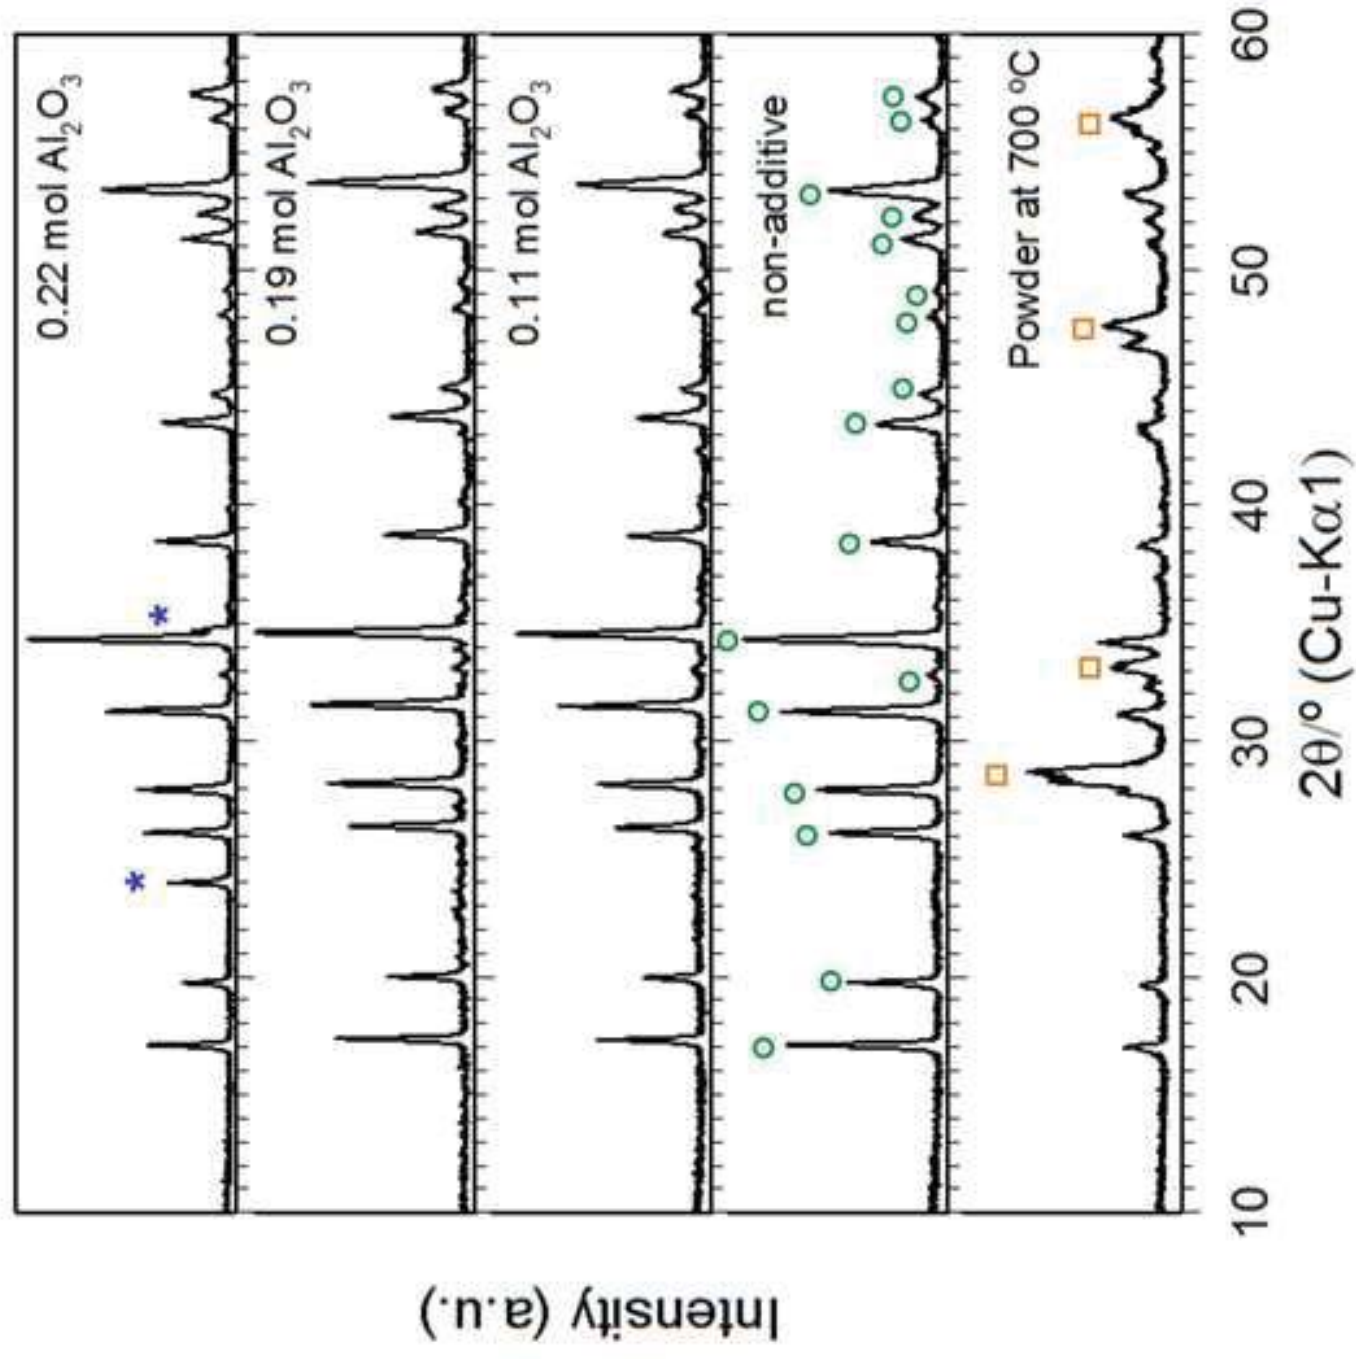 0.22 mol Al₂O₃
0.19 mol Al₂O₃
0.11 mol Al₂O₃
non-additive
Powder at 700 ºC
Intensity (a.u.)
10 20 30 40 50 60
2θ/º (Cu-Kα1)
* *